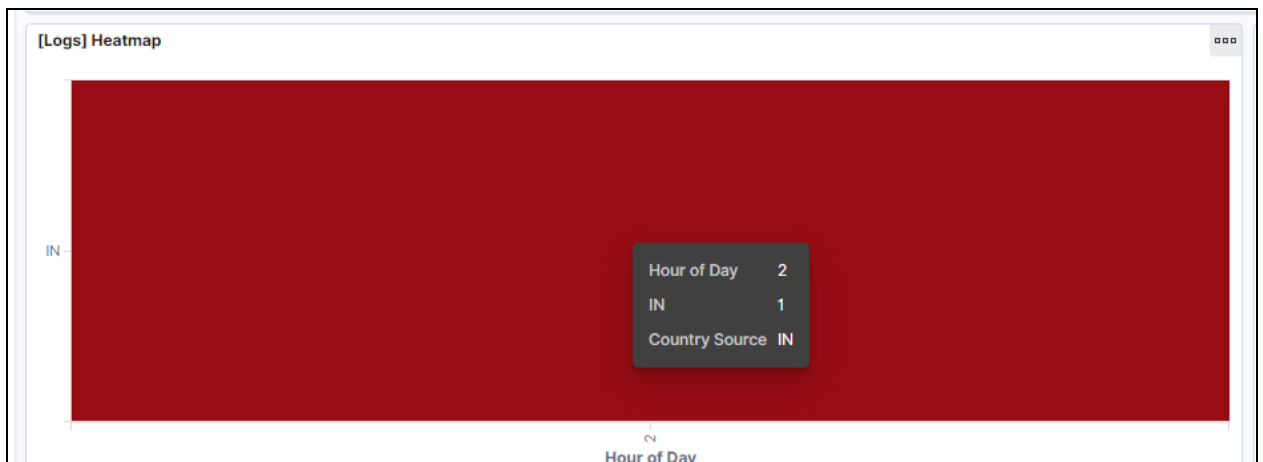 [Logs] Heatmap
IN
Hour of Day 2
IN 1
Country Source IN
2
Hour of Day